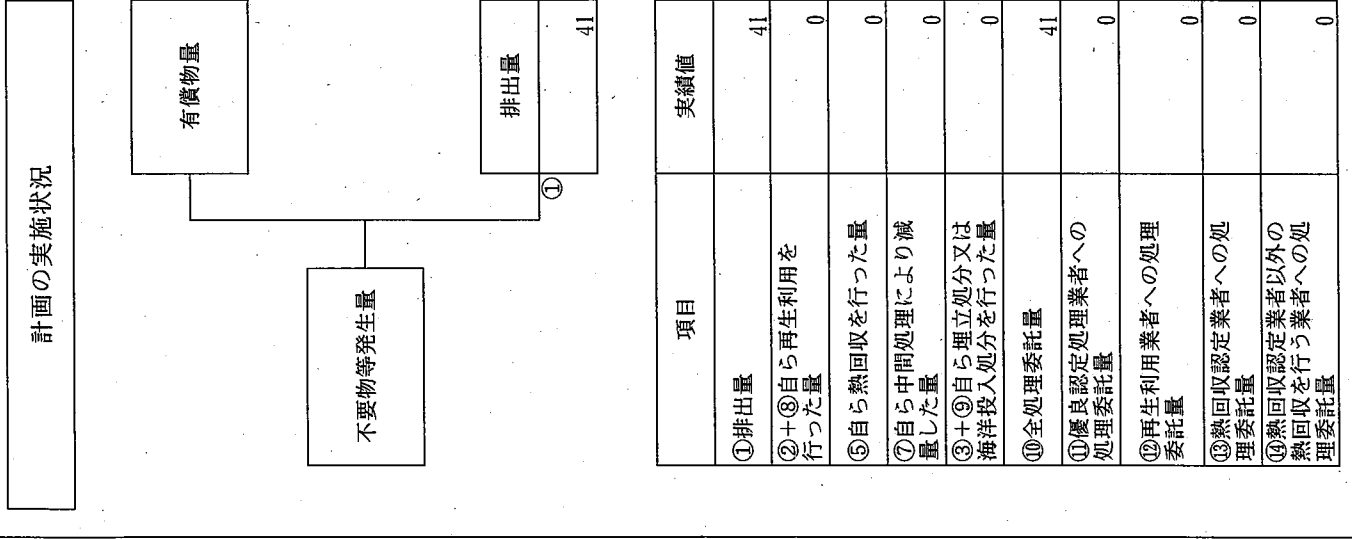 計画の実施状況
不要物等発生量
有償物量
排出量
①
41
項目
実績値
①排出量
41
②+⑧自ら再生利用を
行った量
0
⑤自ら熱回収を行った量
0
⑦自ら中間処理により減
量した量
0
③+⑨自ら埋立処分又は
海洋投入処分を行った量
0
⑩全処理委託量
41
⑪優良認定処理業者への
処理委託量
0
⑫再生利用業者への処理
委託量
0
⑬熱回収認定業者への処
理委託量
0
⑭熱回収認定業者以外の
熱回収を行う業者への処
理委託量
0